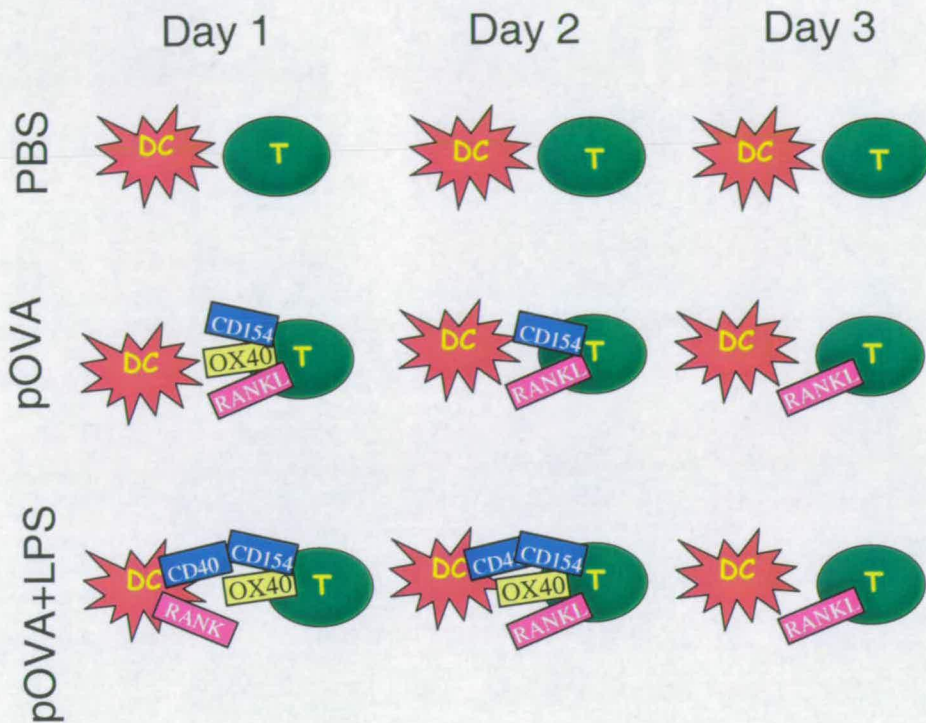 Day 1 Day 2 Day 3
PBS
DC T DC T DC T
pOVA
CD154
OX40
RANKL
DC T
CD154
RANKL
DC T
RANKL
DC T
pOVA+LPS
CD40 CD154
OX40
RANK
DC T
CD4 CD154
OX40
RANKL
DC T
RANKL
DC T